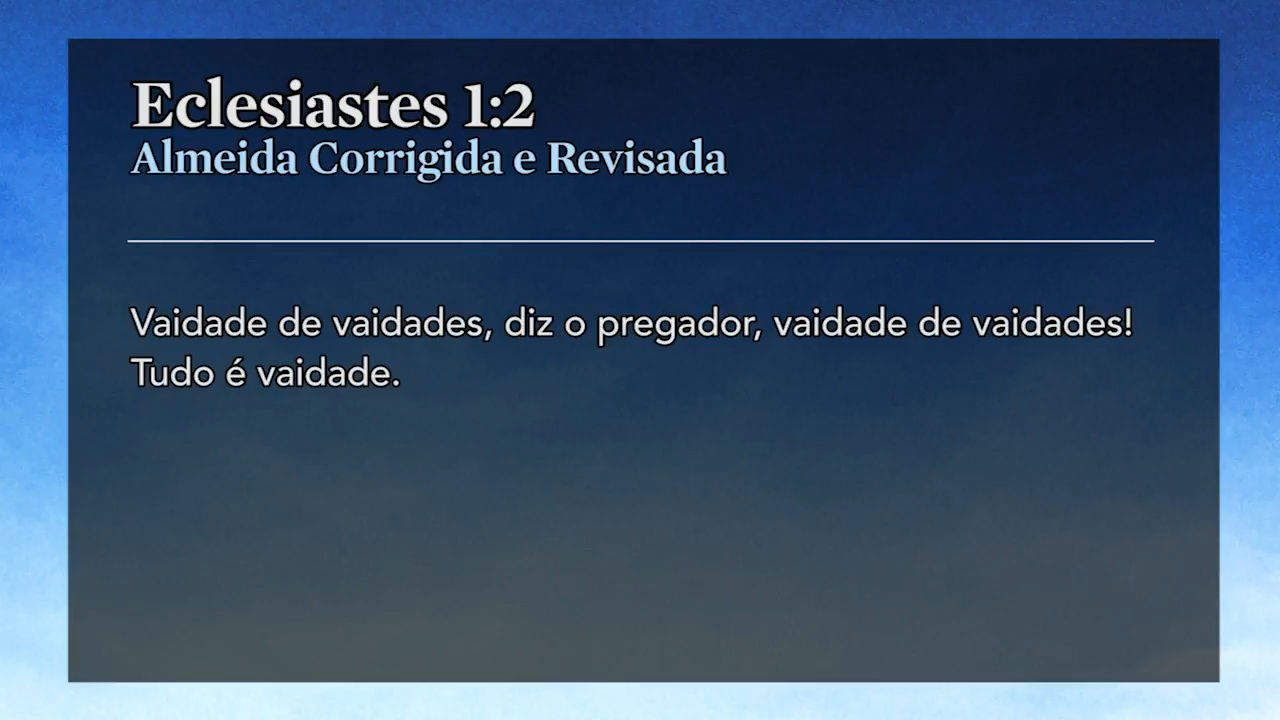 Eclesiastes 1:2
Almeida Corrigida e Revisada
Vaidade de vaidades, diz o pregador, vaidade de vaidades!
Tudo é vaidade.